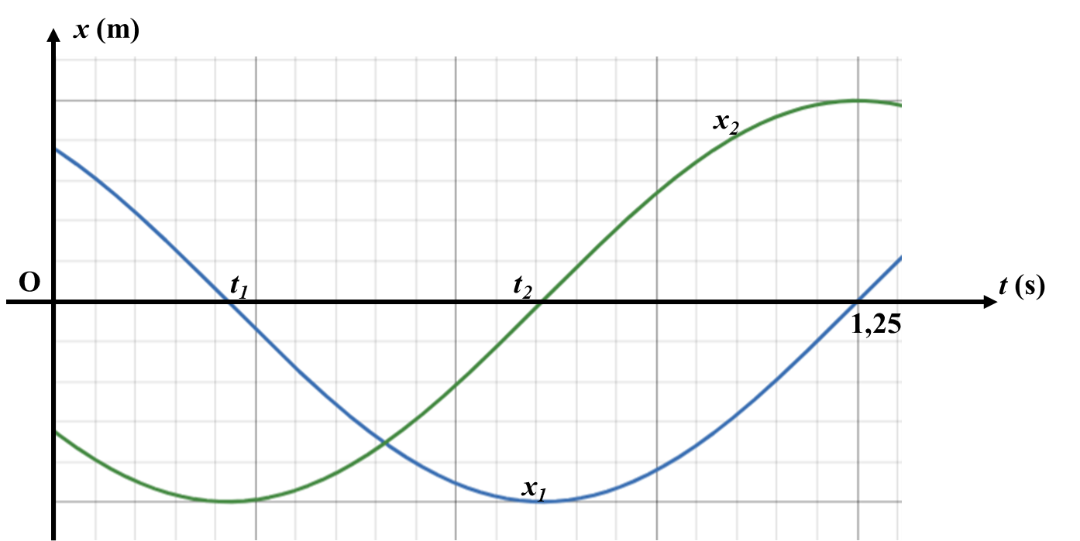 x (m)
x₂
O
t₁
t₂
t (s)
1,25
x₁